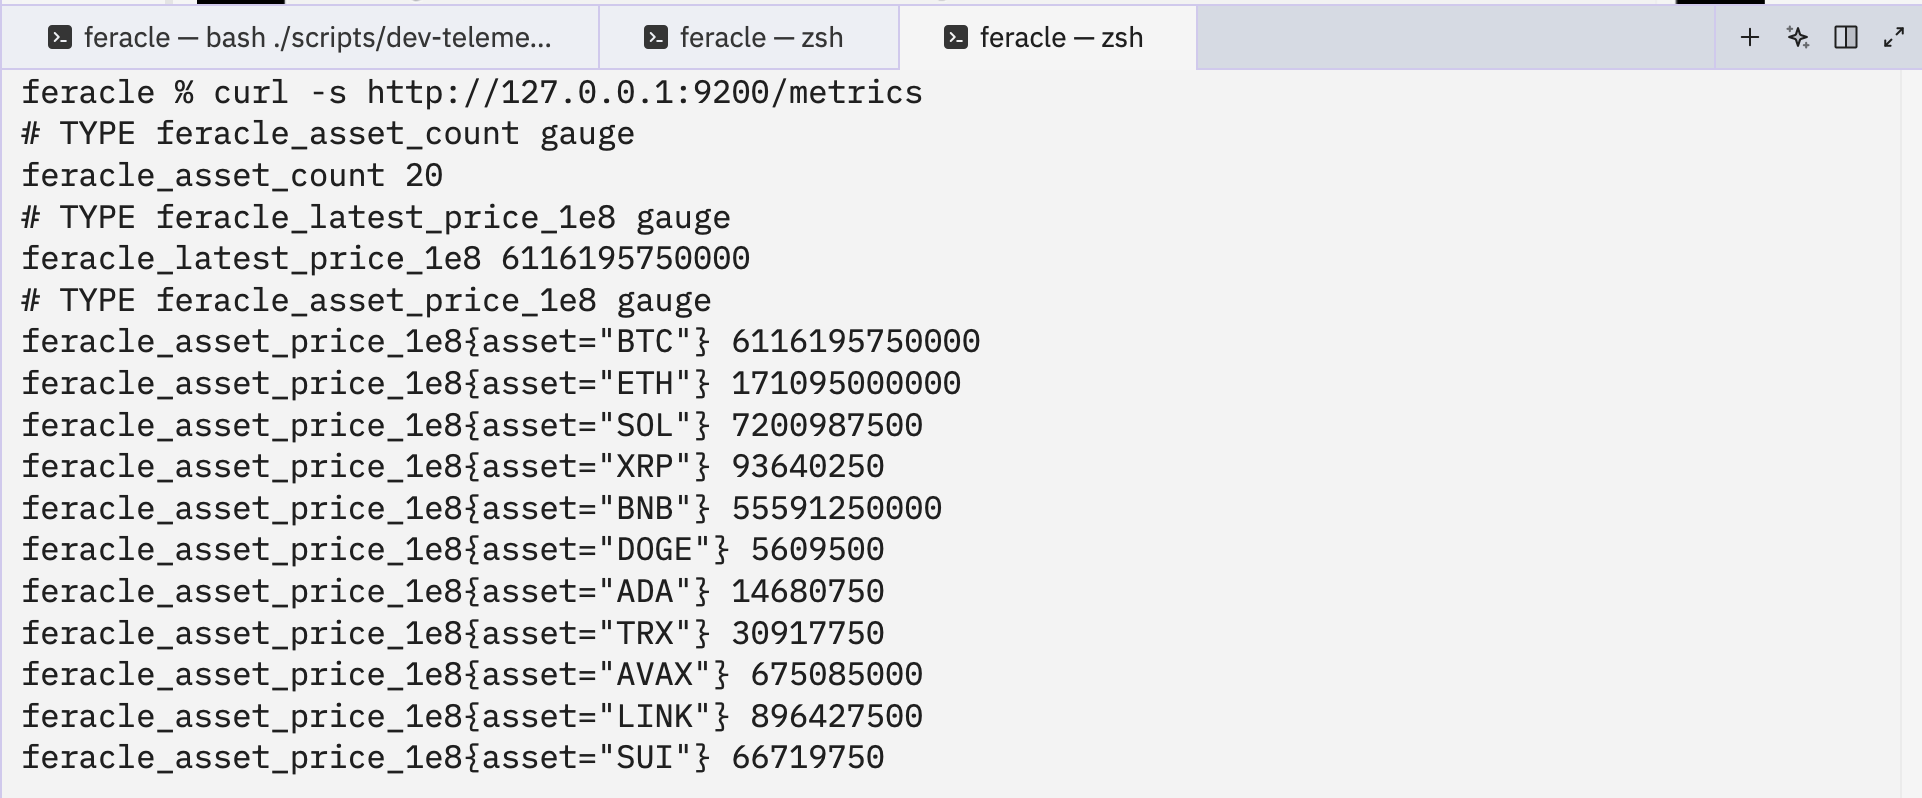 feracle — bash ./scripts/dev-teleme...
feracle — zsh
feracle — zsh
feracle % curl -s http://127.0.0.1:9200/metrics
# TYPE feracle_asset_count gauge
feracle_asset_count 20
# TYPE feracle_latest_price_1e8 gauge
feracle_latest_price_1e8 6116195750000
# TYPE feracle_asset_price_1e8 gauge
feracle_asset_price_1e8{asset="BTC"} 6116195750000
feracle_asset_price_1e8{asset="ETH"} 171095000000
feracle_asset_price_1e8{asset="SOL"} 7200987500
feracle_asset_price_1e8{asset="XRP"} 93640250
feracle_asset_price_1e8{asset="BNB"} 55591250000
feracle_asset_price_1e8{asset="DOGE"} 5609500
feracle_asset_price_1e8{asset="ADA"} 14680750
feracle_asset_price_1e8{asset="TRX"} 30917750
feracle_asset_price_1e8{asset="AVAX"} 675085000
feracle_asset_price_1e8{asset="LINK"} 896427500
feracle_asset_price_1e8{asset="SUI"} 66719750